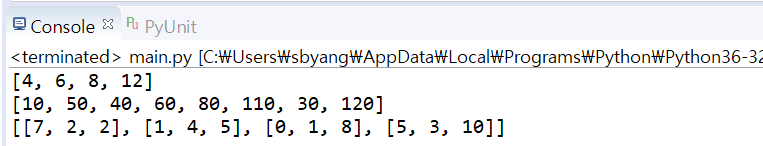 Console PyUnit
<terminated> main.py [C:₩Users₩sbyang₩AppData₩Local₩Programs₩Python₩Python36-32
[4, 6, 8, 12]
[10, 50, 40, 60, 80, 110, 30, 120]
[[7, 2, 2], [1, 4, 5], [0, 1, 8], [5, 3, 10]]